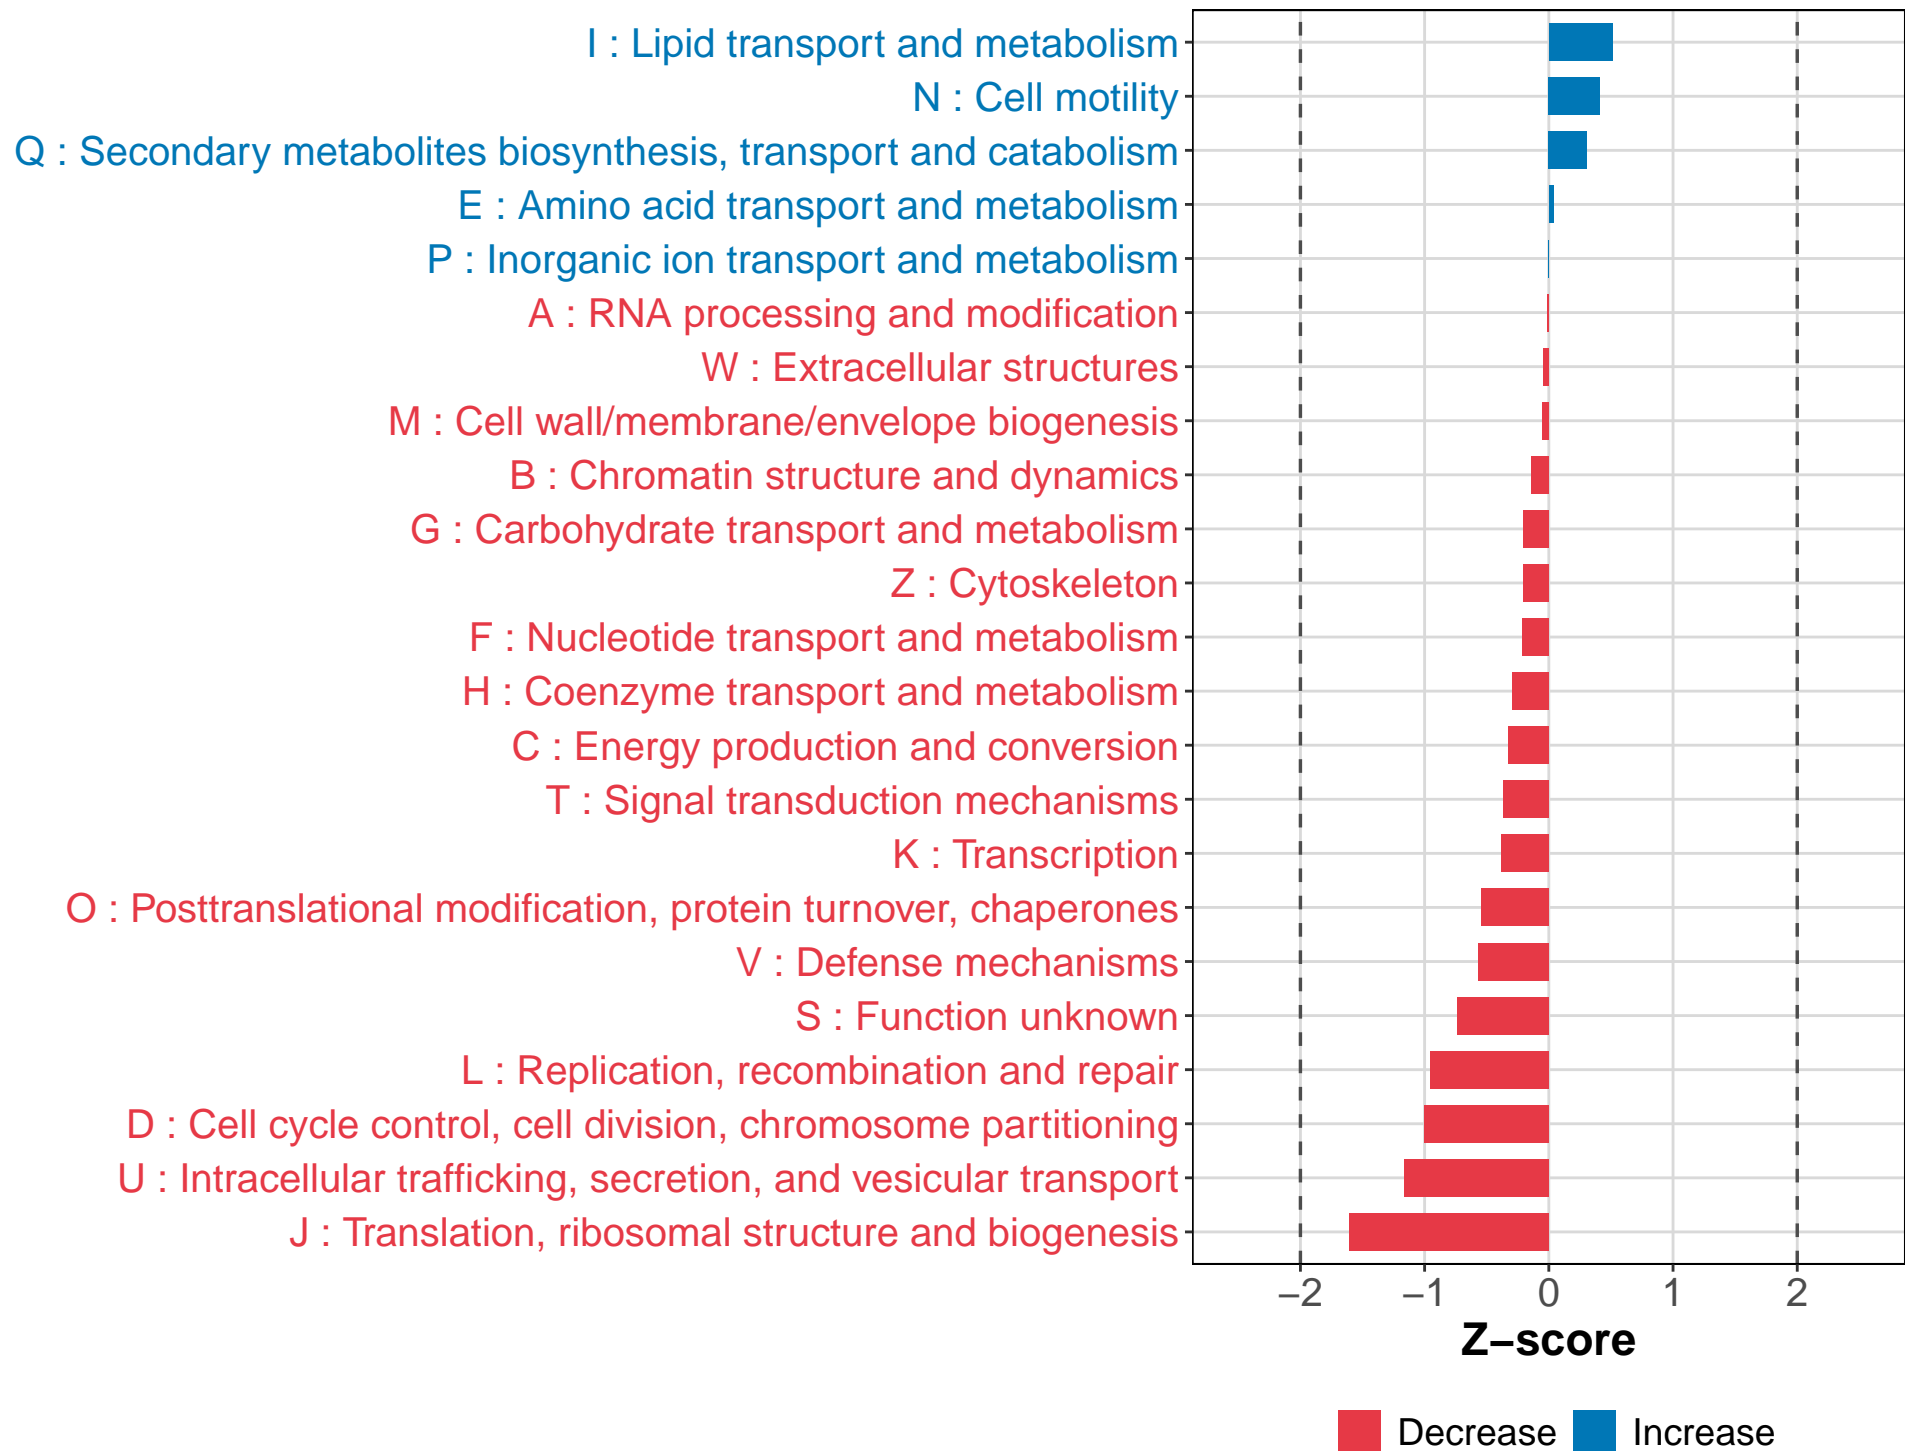 I : Lipid transport and metabolism
N : Cell motility
Q : Secondary metabolites biosynthesis, transport and catabolism
E : Amino acid transport and metabolism
P : Inorganic ion transport and metabolism
A : RNA processing and modification
W : Extracellular structures
M : Cell wall/membrane/envelope biogenesis
B : Chromatin structure and dynamics
G : Carbohydrate transport and metabolism
Z : Cytoskeleton
F : Nucleotide transport and metabolism
H : Coenzyme transport and metabolism
C : Energy production and conversion
T : Signal transduction mechanisms
K : Transcription
O : Posttranslational modification, protein turnover, chaperones
V : Defense mechanisms
S : Function unknown
L : Replication, recombination and repair
D : Cell cycle control, cell division, chromosome partitioning
U : Intracellular trafficking, secretion, and vesicular transport
J : Translation, ribosomal structure and biogenesis
−2 −1 0 1 2
Z−score
Decrease Increase